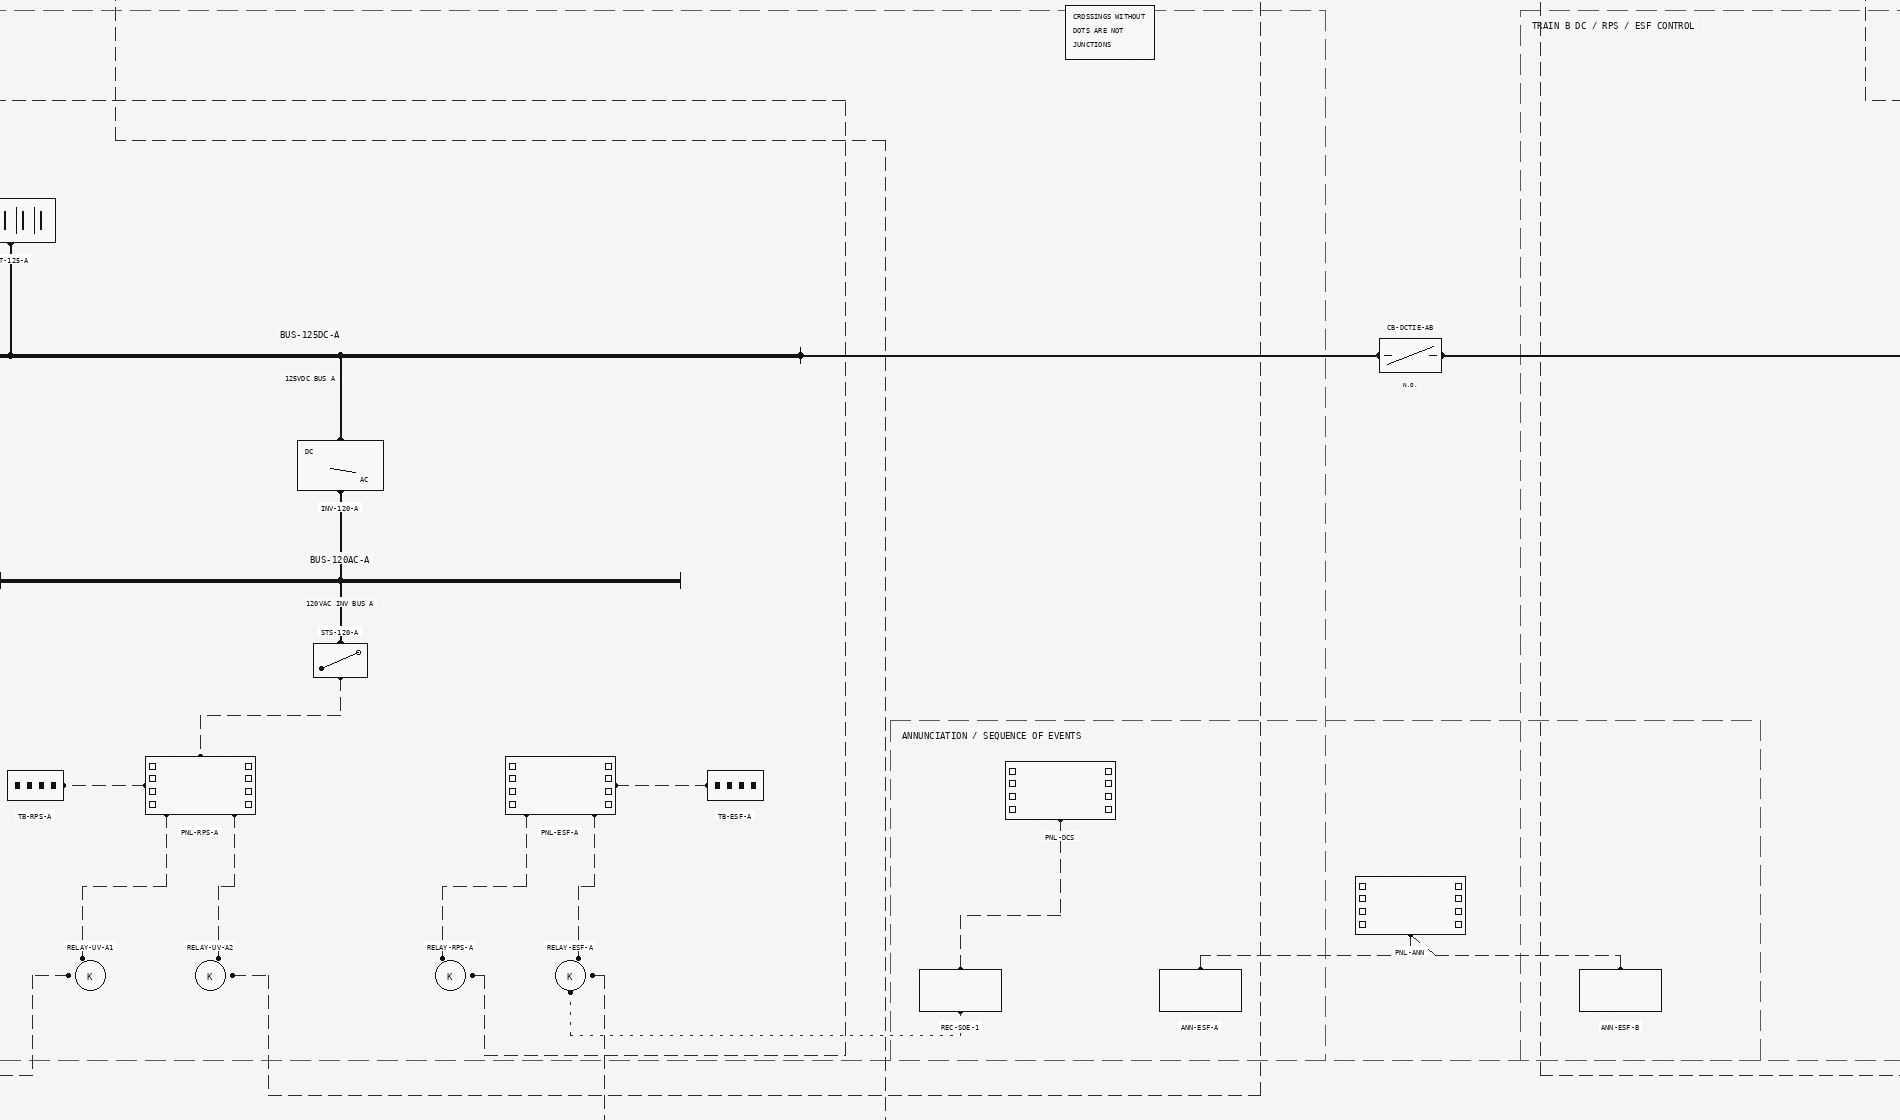 CROSSINGS WITHOUT
DOTS ARE NOT
JUNCTIONS
TRAIN B DC / RPS / ESF CONTROL
T-125-A
BUS-125DC-A
CB-DCTIE-AB
125VDC BUS A
N.O.
DC
AC
INV-120-A
BUS-120AC-A
120VAC INV BUS A
STS-120-A
ANNUNCIATION / SEQUENCE OF EVENTS
TB-RPS-A
PNL-RPS-A
PNL-ESF-A
TB-ESF-A
PNL-DCS
RELAY-UV-A1
RELAY-UV-A2
RELAY-RPS-A
RELAY-ESF-A
PNL-ANN
K
K
K
K
REC-SOE-1
ANN-ESF-A
ANN-ESF-B